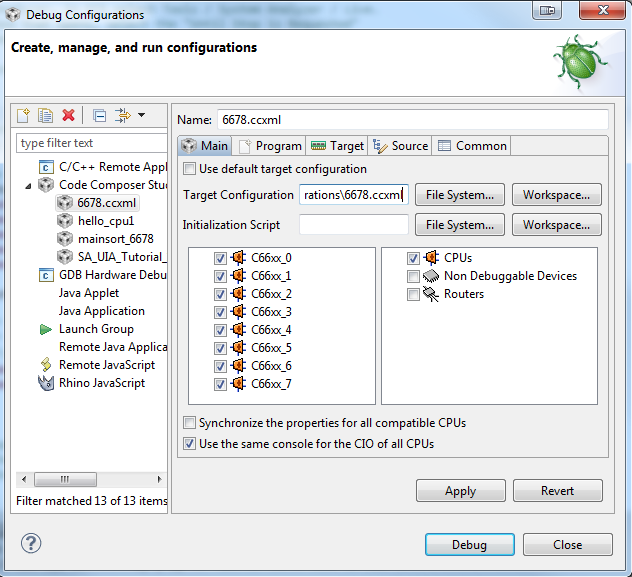 Debug Configurations
Create, manage, and run configurations
type filter text
C/C++ Remote Appl
Code Composer Stu
6678.ccxml
hello_cpu1
mainsort_6678
SA_UIA_Tutorial_
GDB Hardware Debu
Java Applet
Java Application
Launch Group
Remote Java Applica
Remote JavaScript
Rhino JavaScript
Filter matched 13 of 13 items
Name: 6678.ccxml
Main Program Target Source Common
Use default target configuration
Target Configuration rations\6678.ccxml File System... Workspace...
Initialization Script File System... Workspace...
C66xx_0
C66xx_1
C66xx_2
C66xx_3
C66xx_4
C66xx_5
C66xx_6
C66xx_7
CPUs
Non Debuggable Devices
Routers
Synchronize the properties for all compatible CPUs
Use the same console for the CIO of all CPUs
Apply Revert
? Debug Close